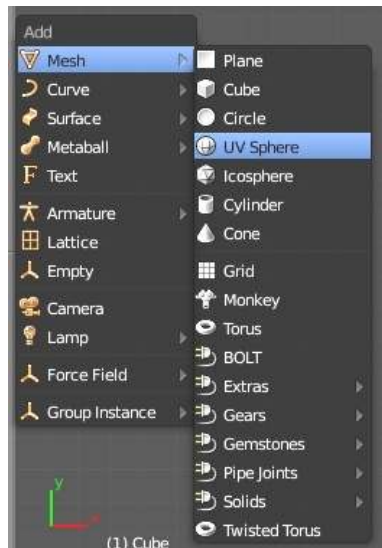 Add
Mesh
Curve
Surface
Metaball
Text
Armature
Lattice
Empty
Camera
Lamp
Force Field
Group Instance
Plane
Cube
Circle
UV Sphere
Icosphere
Cylinder
Cone
Grid
Monkey
Torus
BOLT
Extras
Gears
Gemstones
Pipe Joints
Solids
Twisted Torus
y
(1) Cube